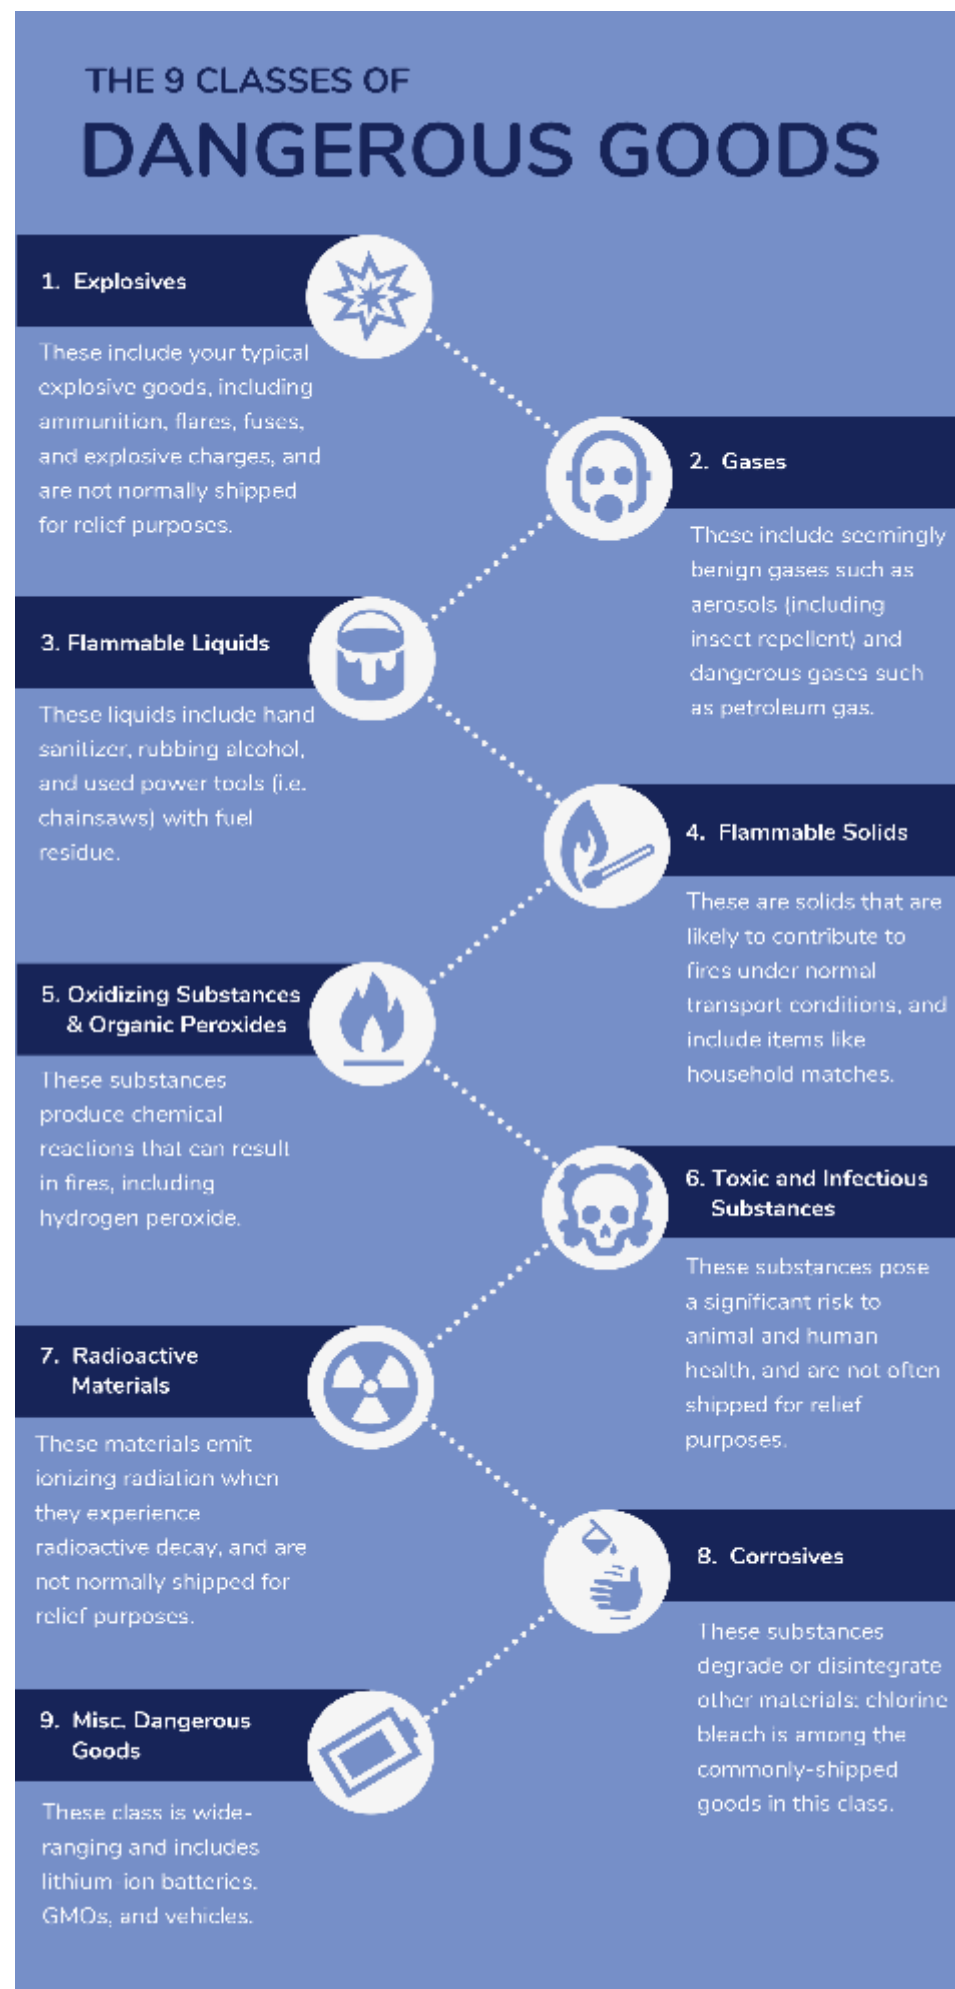 THE 9 CLASSES OF
DANGEROUS GOODS
1. Explosives
These include your typical
explosive goods, including
ammunition, flares, fuses,
and explosive charges, and
are not normally shipped
for relief purposes.
2. Gases
These include seemingly
benign gases such as
aerosols (including
insect repellent) and
dangerous gases such
as petroleum gas.
3. Flammable Liquids
These liquids include hand
sanitizer, rubbing alcohol,
and used power tools (i.e.
chainsaws) with fuel
residue.
4. Flammable Solids
These are solids that are
likely to contribute to
fires under normal
transport conditions, and
include items like
household matches.
5. Oxidizing Substances
& Organic Peroxides
These substances
produce chemical
reactions that can result
in fires, including
hydrogen peroxide.
6. Toxic and Infectious
Substances
These substances pose
a significant risk to
animal and human
health, and are not often
shipped for relief
purposes.
7. Radioactive
Materials
These materials emit
ionizing radiation when
they experience
radioactive decay, and are
not normally shipped for
relief purposes.
8. Corrosives
These substances
degrade or disintegrate
other materials; chlorine
bleach is among the
commonly-shipped
goods in this class.
9. Misc. Dangerous
Goods
These class is wide-
ranging and includes
lithium-ion batteries,
GMOs, and vehicles.